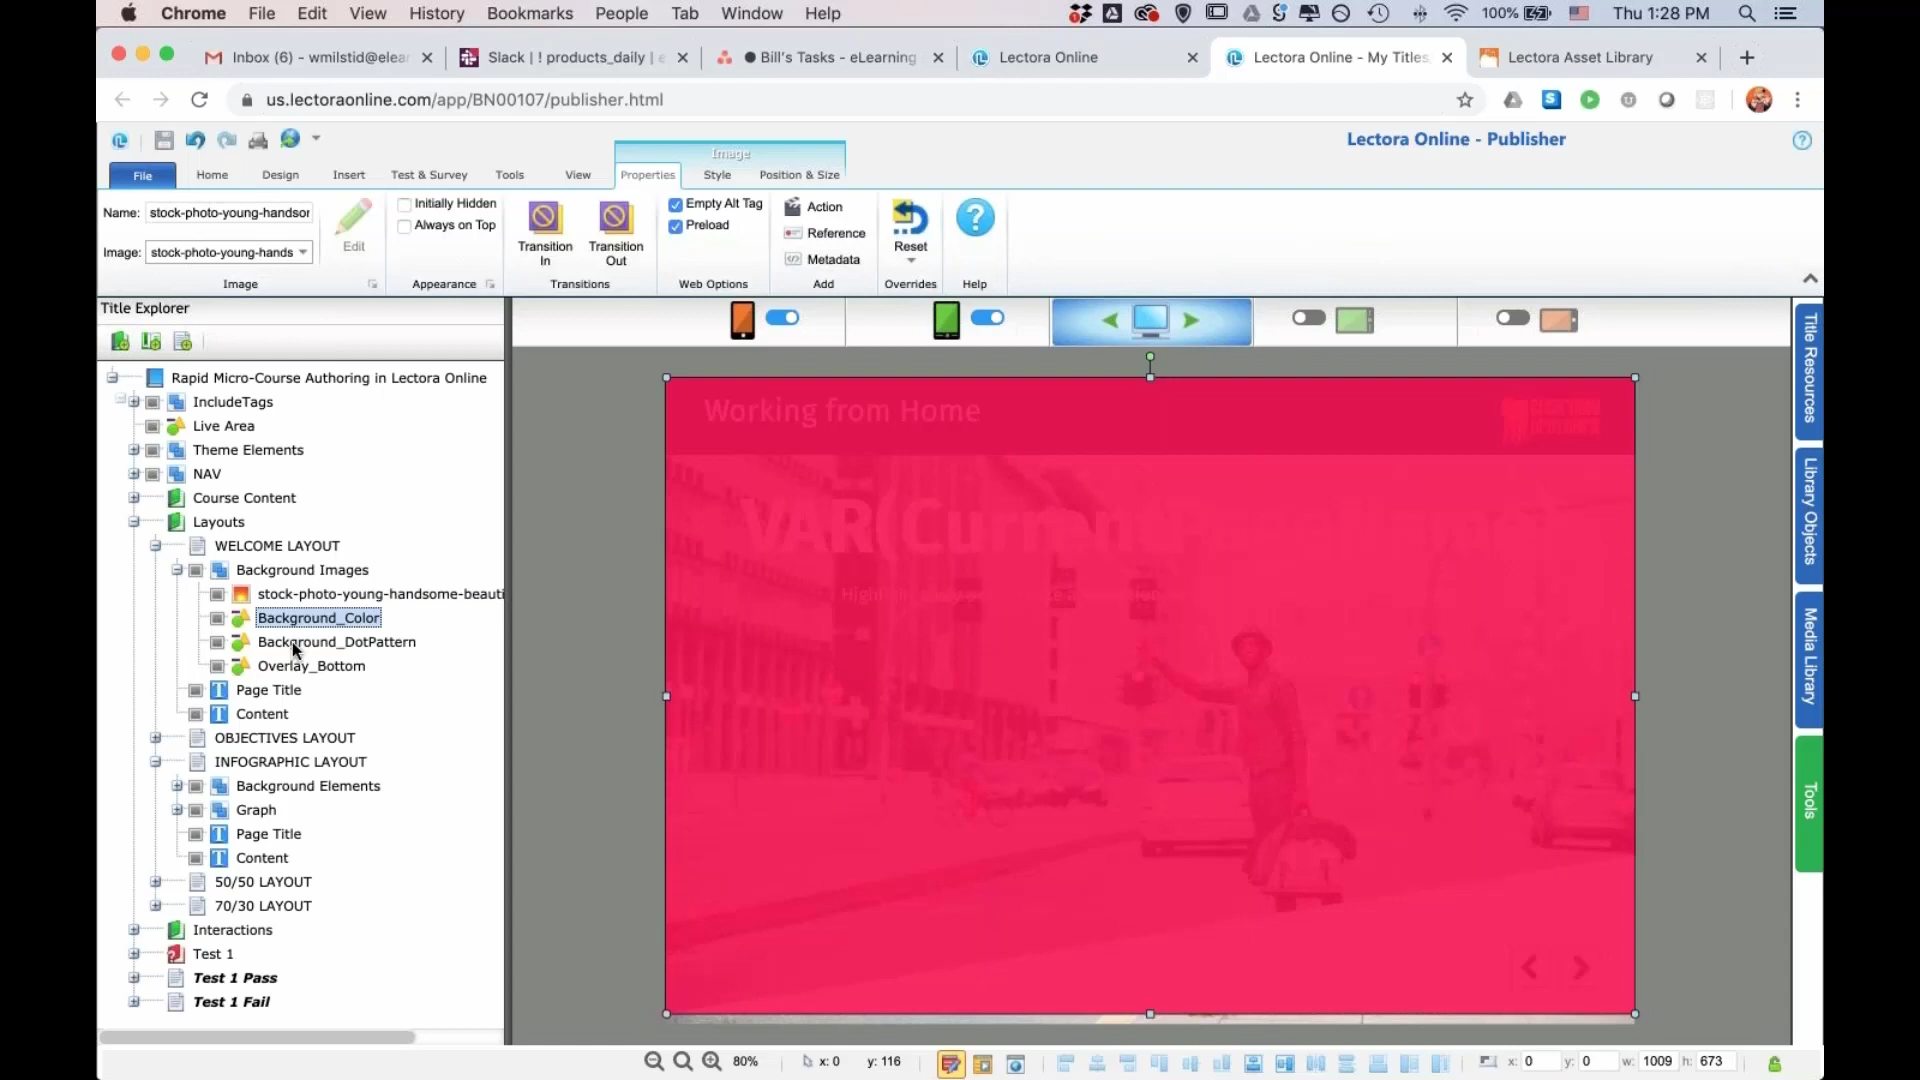 Chrome File Edit View History Bookmarks People Tab Window Help 100% Thu 1:28 PM
Inbox (6) - wmilstid@elear Slack | ! products_daily | e Bill's Tasks - eLearning Lectora Online Lectora Online - My Titles, Lectora Asset Library
us.lectoraonline.com/app/BN00107/publisher.html
Lectora Online - Publisher
Image
File Home Design Insert Test & Survey Tools View Properties Style Position & Size
Name: stock-photo-young-handsor
Image: stock-photo-young-hands
Edit
Initially Hidden
Always on Top
Transition In
Transition Out
Empty Alt Tag
Preload
Action
Reference
Metadata
Reset
Image Appearance Transitions Web Options Add Overrides Help
Title Explorer
Rapid Micro-Course Authoring in Lectora Online
IncludeTags
Live Area
Theme Elements
NAV
Course Content
Layouts
WELCOME LAYOUT
Background Images
stock-photo-young-handsome-beauti
Background_Color
Background_DotPattern
Overlay_Bottom
Page Title
Content
OBJECTIVES LAYOUT
INFOGRAPHIC LAYOUT
Background Elements
Graph
Page Title
Content
50/50 LAYOUT
70/30 LAYOUT
Interactions
Test 1
Test 1 Pass
Test 1 Fail
Working from Home
Title Resources
Library Objects
Media Library
Tools
80% x: 0 y: 116 x: 0 y: 0 w: 1009 h: 673